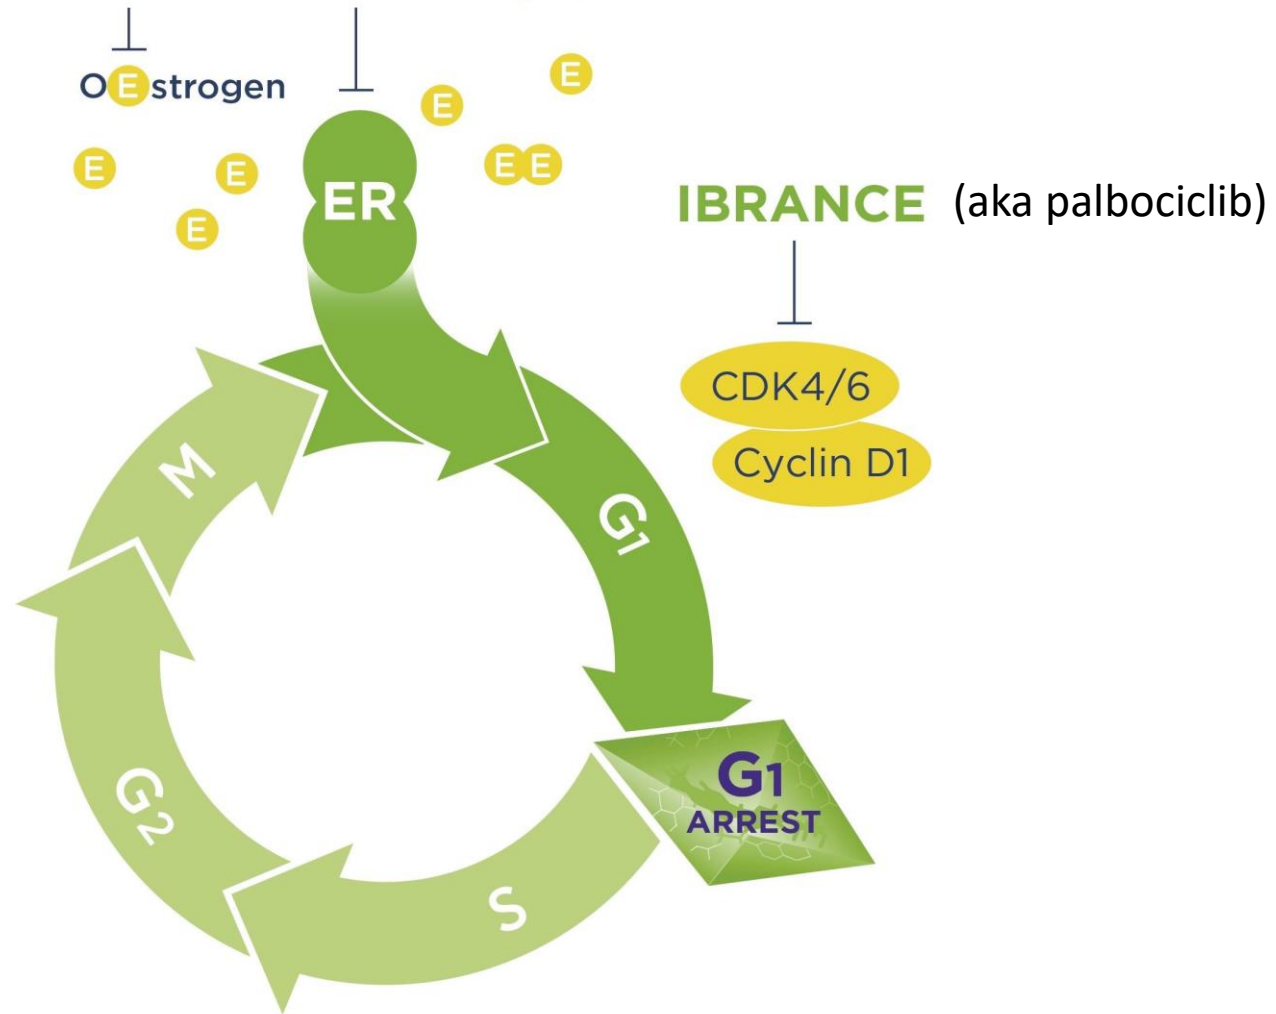 OEstrogen
E
E
E
E
E
E
EE
ER
IBRANCE (aka palbociclib)
CDK4/6
Cyclin D1
M
G1
G1
ARREST
G2
S